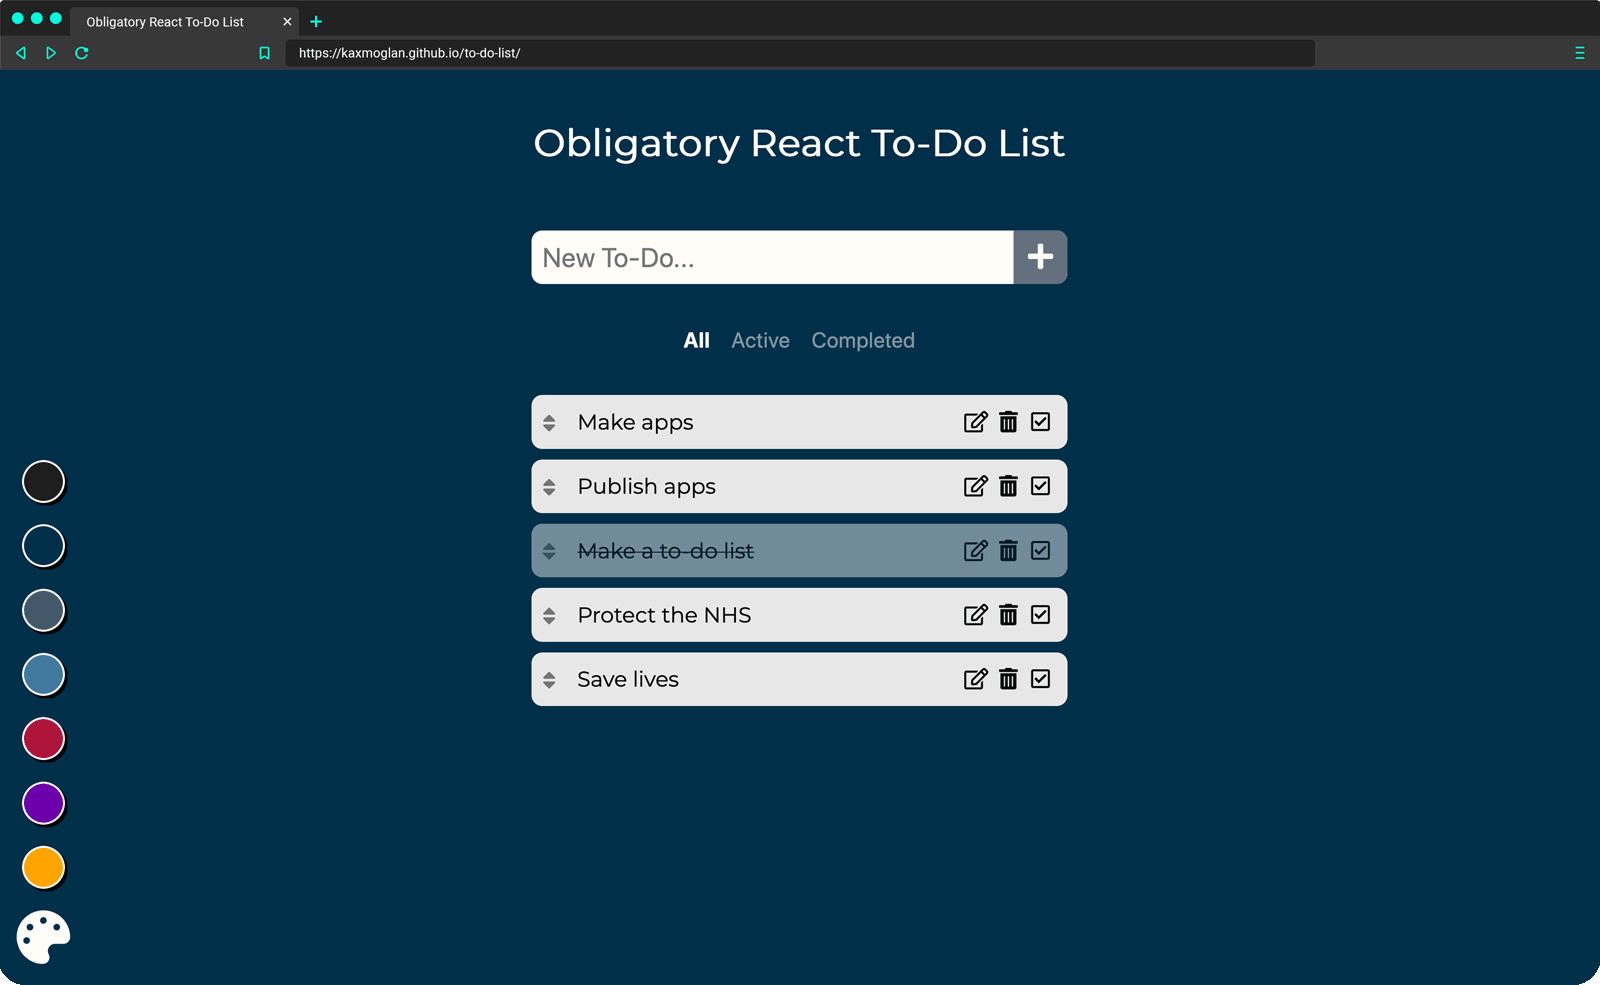 Obligatory React To-Do List
https://kaxmoglan.github.io/to-do-list/
Obligatory React To-Do List
New To-Do...
All Active Completed
Make apps
Publish apps
Make a to-do list
Protect the NHS
Save lives